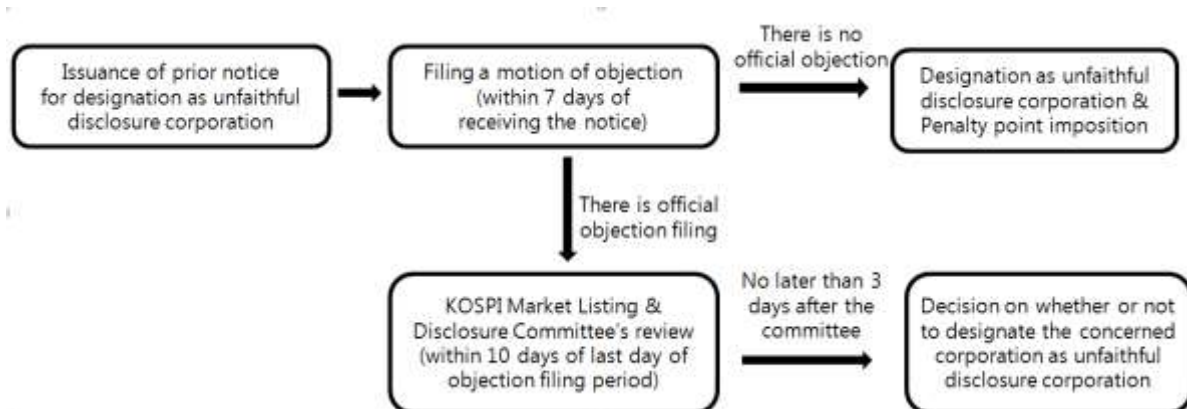 Issuance of prior notice
for designation as unfaithful
disclosure corporation
Filing a motion of objection
(within 7 days of
receiving the notice)
There is no
official objection
Designation as unfaithful
disclosure corporation &
Penalty point imposition
There is official
objection filing
KOSPI Market Listing &
Disclosure Committee's review
(within 10 days of last day of
objection filing period)
No later than 3
days after the
committee
Decision on whether or not
to designate the concerned
corporation as unfaithful
disclosure corporation